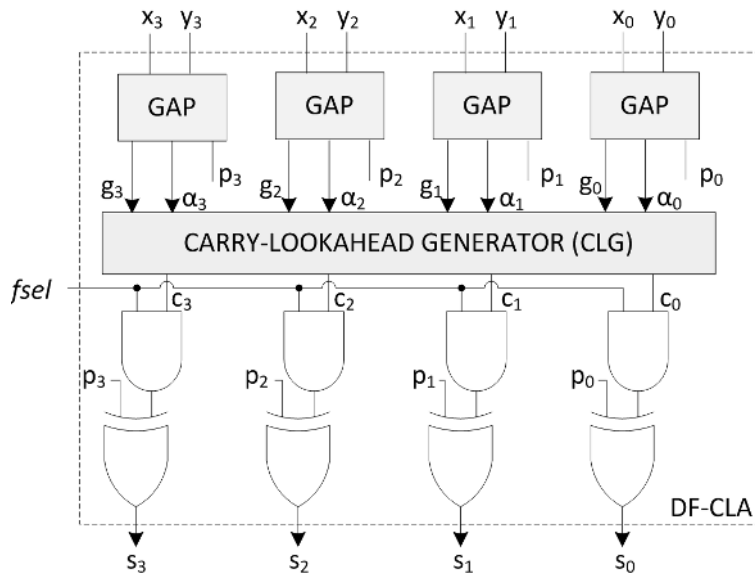 x₃ y₃ x₂ y₂ x₁ y₁ x₀ y₀
GAP GAP GAP GAP
p₃ p₂ p₁ p₀
g₃ α₃ g₂ α₂ g₁ α₁ g₀ α₀
CARRY-LOOKAHEAD GENERATOR (CLG)
fsel c₃ c₂ c₁ c₀
p₃ p₂ p₁ p₀
DF-CLA
s₃ s₂ s₁ s₀